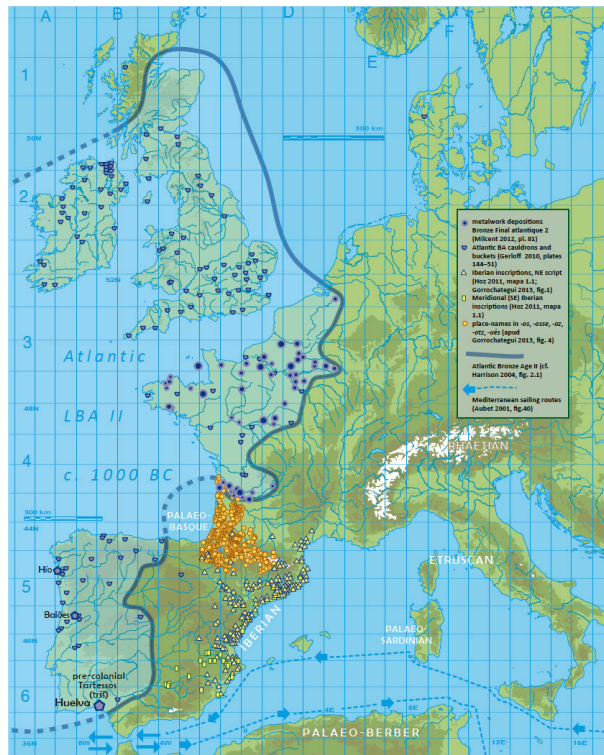 A
B
C
D
E
F
G
1
56N
500 km
2
metalwork depositions
Bronze Final atlantique 2
(Milcent 2012, pl. 81)
Atlantic BA cauldrons and
buckets (Gerloff 2010, plates
144–51)
Iberian inscriptions, NE script
(Hoz 2011, mapa 1.1;
Gorrochategui 2013, fig.1)
Meridional (SE) Iberian
inscriptions (Hoz 2011, mapa
1.1)
place-names in -os, -osse, -oz,
-otz, -ués (apud
Gorrochategui 2013, fig. 4)
Atlantic Bronze Age II (cf.
Harrison 2004, fig. 2.1)
Mediterranean sailing routes
(Aubet 2001, fig.40)
52N
3
Atlantic
48N
LBA II
4
c. 1000 BC
RHAETIAN
300 km
44N
PALAEO-
BASQUE
Hío
5
ETRUSCAN
Baiões
IBERIAN
PALAEO-
SARDINIAN
40N
pre-colonial
Tartessos
Huelva
6
36N
8W
4W
0
4E
8E
12E
16E
PALAEO-BERBER